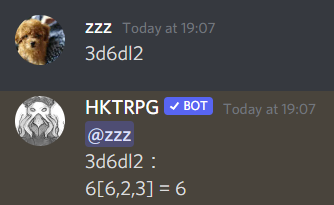 zzz Today at 19:07
3d6dl2
HKTRPG ✓ BOT Today at 19:07
@zzz
3d6dl2：
6[6,2,3] = 6